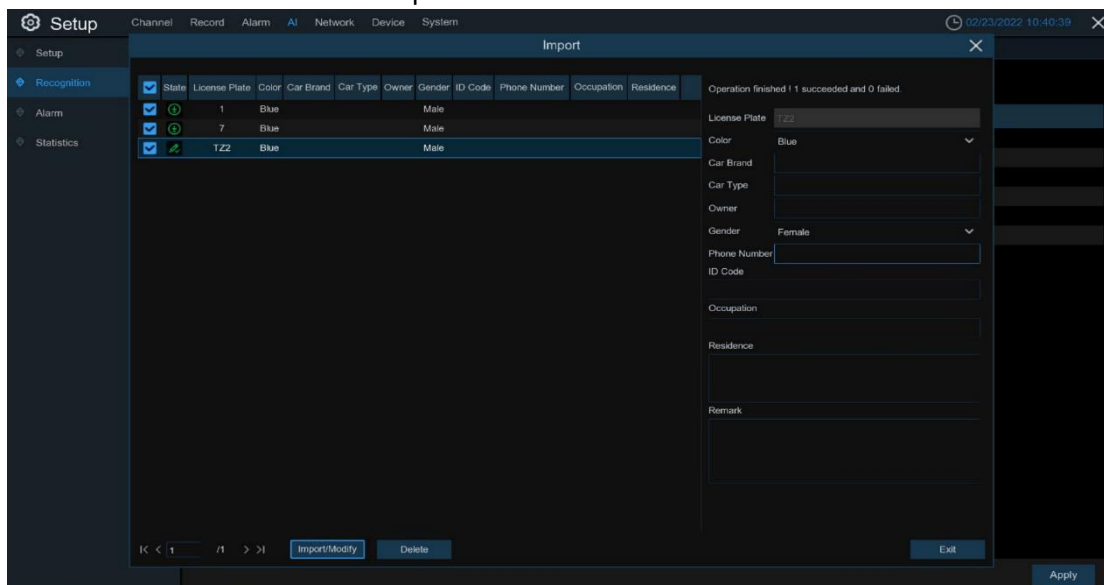 Setup Channel Record Alarm AI Network Device System 02/23/2022 10:40:39
Import
Setup
Recognition
Alarm
Statistics
State License Plate Color Car Brand Car Type Owner Gender ID Code Phone Number Occupation Residence
1 Blue Male
7 Blue Male
TZ2 Blue Male
Operation finished ! 1 succeeded and 0 failed.
License Plate TZ2
Color Blue
Car Brand
Car Type
Owner
Gender Female
Phone Number
ID Code
Occupation
Residence
Remark
1 /1 Import/Modify Delete Exit
Apply